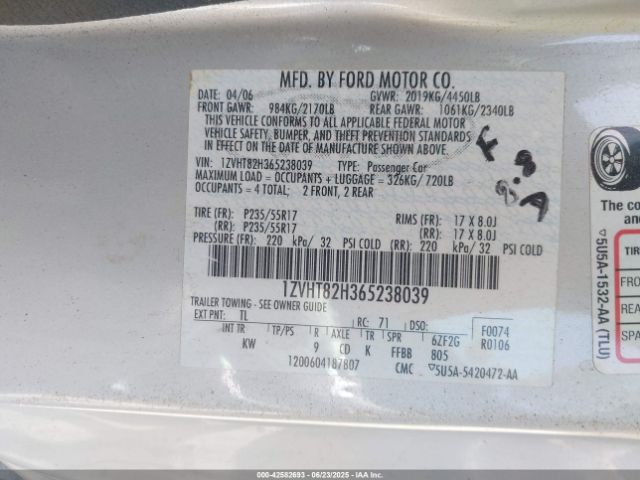 MFD. BY FORD MOTOR CO.
DATE 04/06 GVWR: 2019KG/4450LB
FRONT GAWR: 984KG/2170LB REAR GAWR: 1061KG/2340LB
VEHICLE CONFORMS TO ALL APPLICABLE FEDERAL MOTOR
VEHICLE SAFETY, BUMPER, AND THEFT PREVENTION STANDARDS
IN EFFECT ON THE DATE OF MANUFACTURE SHOWN ABOVE.
VIN: 1ZVHT82H365238039 TYPE: Passenger Car
MAXIMUM LOAD = OCCUPANTS + LUGGAGE = 326KG/ 720LB
OCCUPANTS = 4 TOTAL; 2 FRONT, 2 REAR
TIRE (FR): P235/55R17 RIMS (FR): 17 X 8.0J
(RR): P235/55R17 (RR): 17 X 8.0J
PRESSURE (FR): 220 kPa/ 32 PSI COLD (RR): 220 kPa/ 32 PSI COLD
1ZVHT82H365238039
TRAILER TOWING - SEE OWNER GUIDE
EXT PNT: TL RC: 71 DSO: F0074
INT TR TP/PS R AXLE TR SPR 6ZF2G R0106
KW 9 CD K FFBB 805
1200604187807 CMC ▽5U5A-5420472-AA
F
A
The co
and
▽5U5A-1532-AA (TLU)
TIR
FRO
REA
SPA
000-42582693 - 06/23/2025 - IAA Inc.